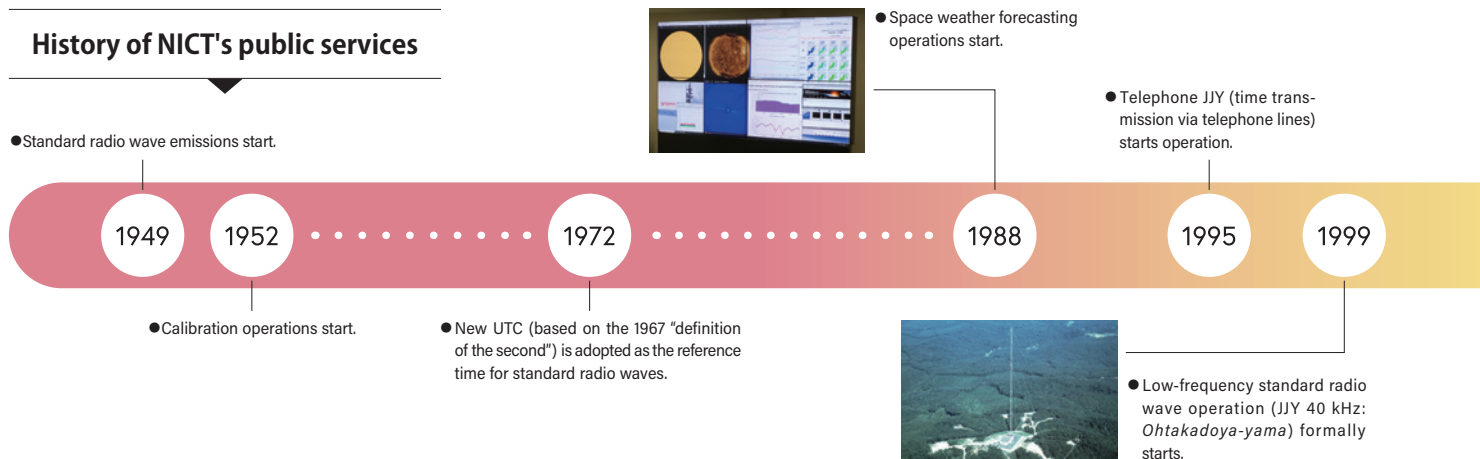 History of NICT's public services
● Space weather forecasting
operations start.
● Telephone JJY (time trans-
mission via telephone lines)
starts operation.
●Standard radio wave emissions start.
1949
1952
1972
1988
1995
1999
●Calibration operations start.
● New UTC (based on the 1967 “definition
of the second”) is adopted as the reference
time for standard radio waves.
● Low-frequency standard radio
wave operation (JJY 40 kHz:
Ohtakadoya-yama) formally
starts.